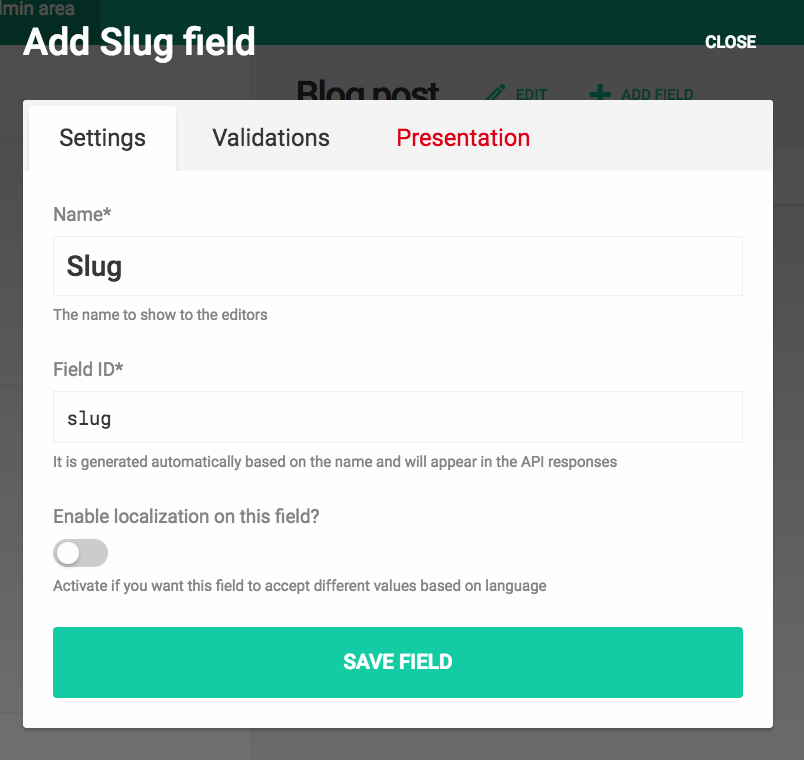 dmin area
Add Slug field
CLOSE
Blog post
EDIT
ADD FIELD
Settings
Validations
Presentation
Name*
Slug
The name to show to the editors
Field ID*
slug
It is generated automatically based on the name and will appear in the API responses
Enable localization on this field?
Activate if you want this field to accept different values based on language
SAVE FIELD